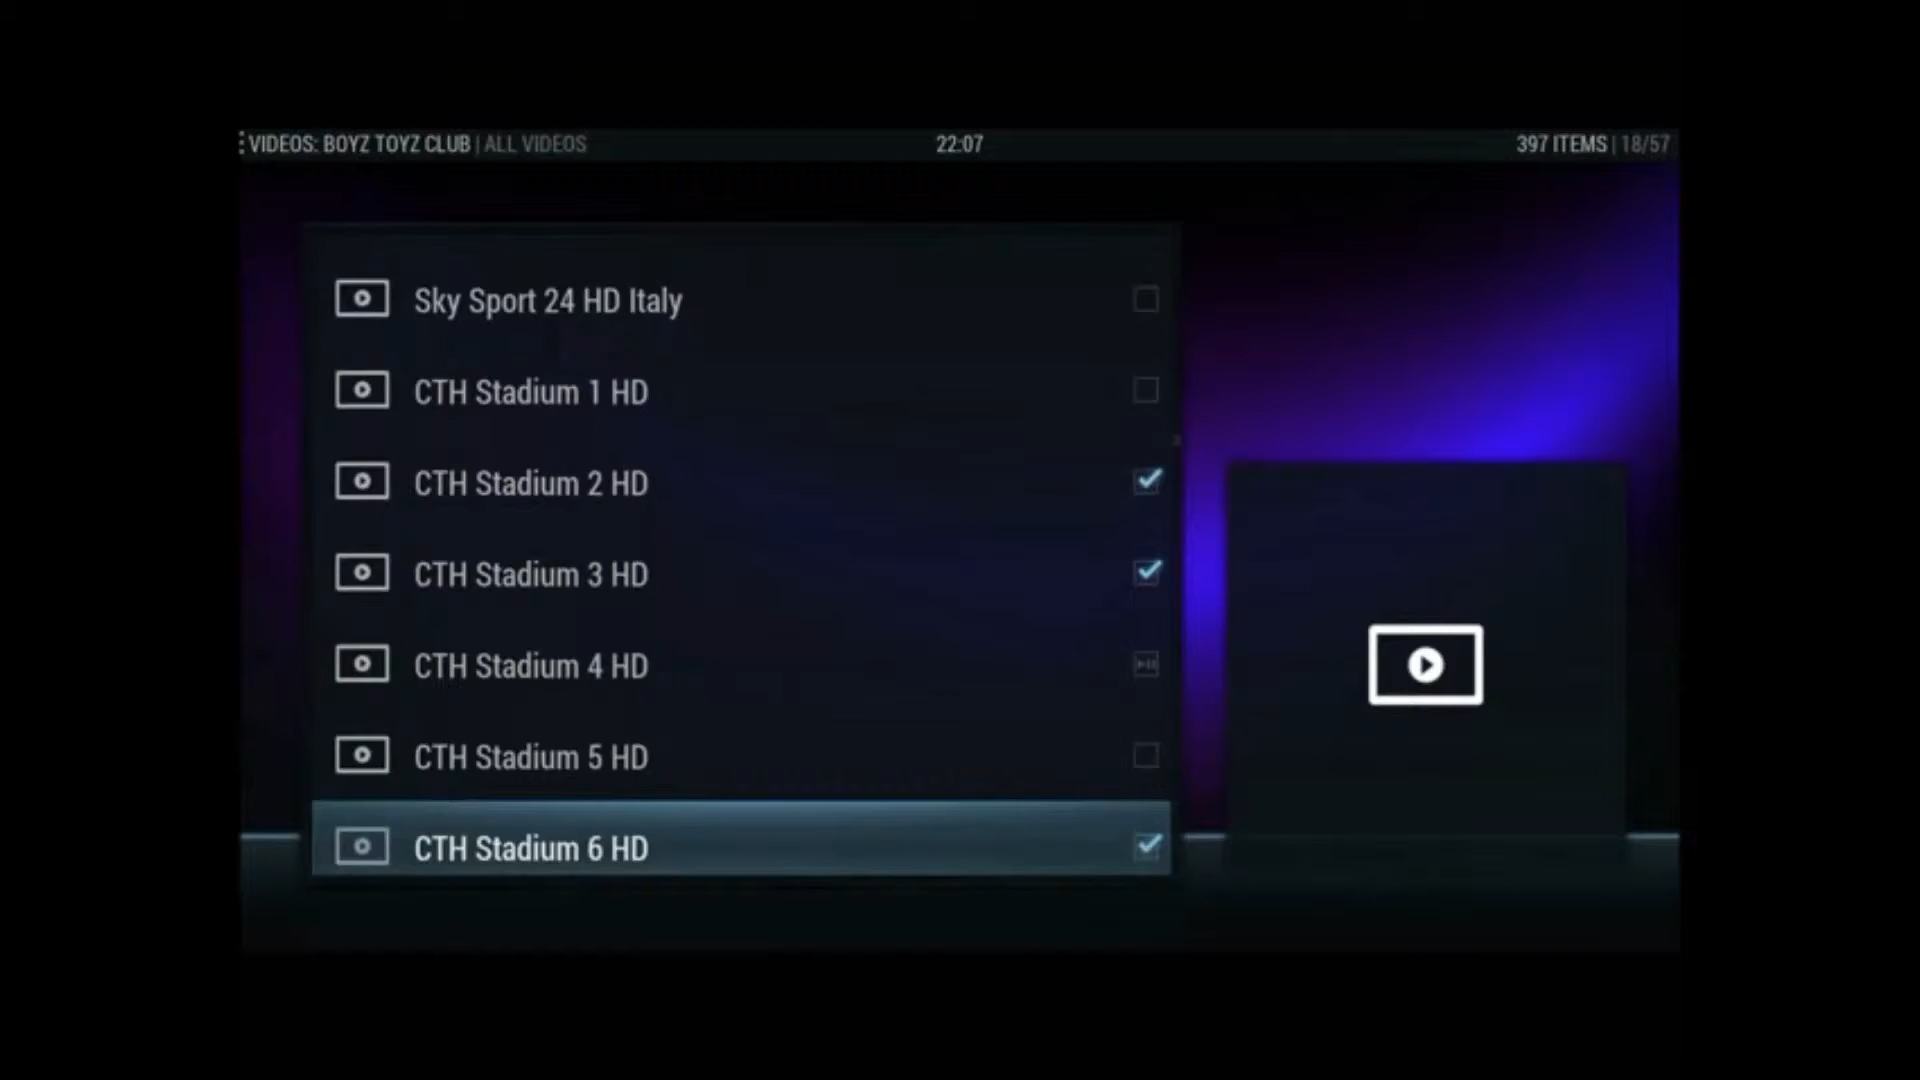 VIDEOS: BOYZ TOYZ CLUB | ALL VIDEOS
22:07
397 ITEMS | 18/57
Sky Sport 24 HD Italy
CTH Stadium 1 HD
CTH Stadium 2 HD
CTH Stadium 3 HD
CTH Stadium 4 HD
CTH Stadium 5 HD
CTH Stadium 6 HD